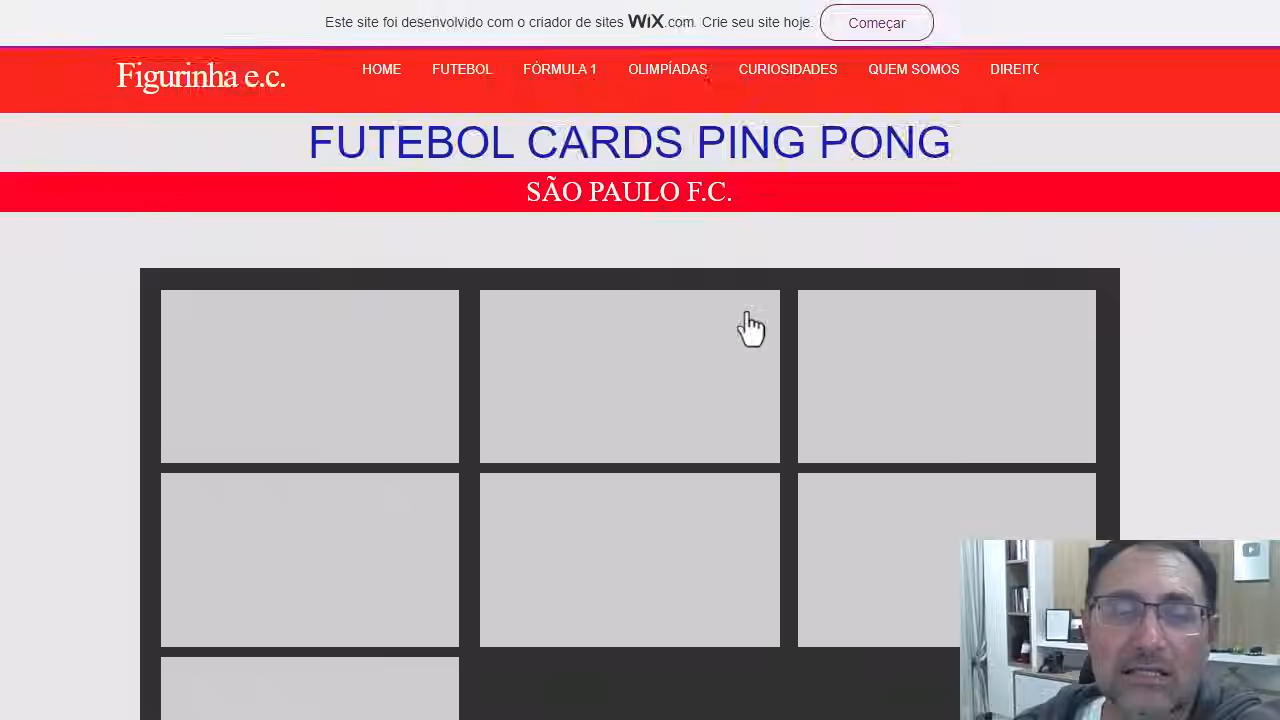 Este site foi desenvolvido com o criador de sites WiX.com. Crie seu site hoje. Começar
Figurinha e.c. HOME FUTEBOL FÓRMULA 1 OLIMPÍADAS CURIOSIDADES QUEM SOMOS DIREITO
FUTEBOL CARDS PING PONG
SÃO PAULO F.C.